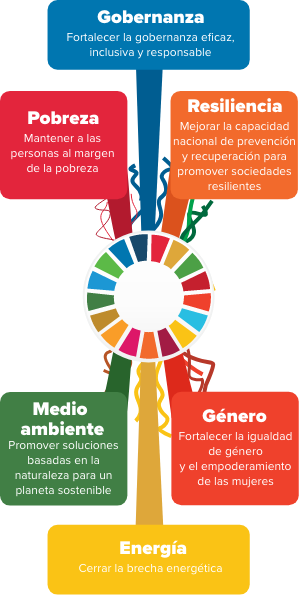 Gobernanza
Fortalecer la gobernanza eficaz,
inclusiva y responsable
Pobreza
Mantener a las
personas al margen
de la pobreza
Resiliencia
Mejorar la capacidad
nacional de prevención
y recuperación para
promover sociedades
resilientes
Medio
ambiente
Promover soluciones
basadas en la
naturaleza para un
planeta sostenible
Género
Fortalecer la igualdad
de género
y el empoderamiento
de las mujeres
Energía
Cerrar la brecha energética